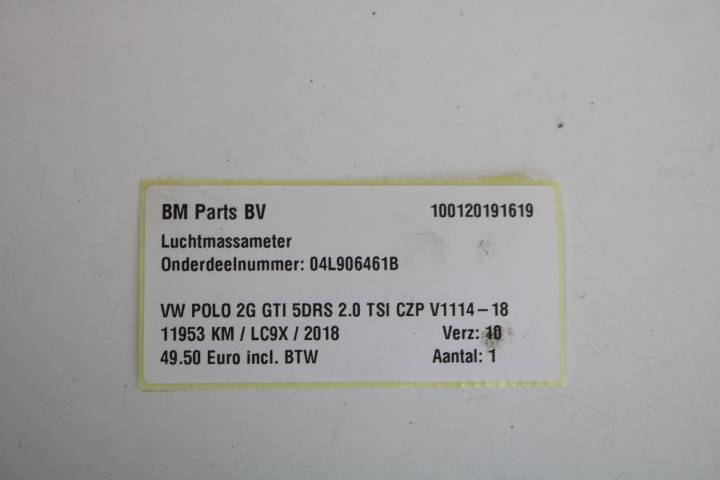 BM Parts BV 100120191619
Luchtmassameter
Onderdeelnummer: 04L906461B
VW POLO 2G GTI 5DRS 2.0 TSI CZP V1114-18
11953 KM / LC9X / 2018 Verz: 10
49.50 Euro incl. BTW Aantal: 1